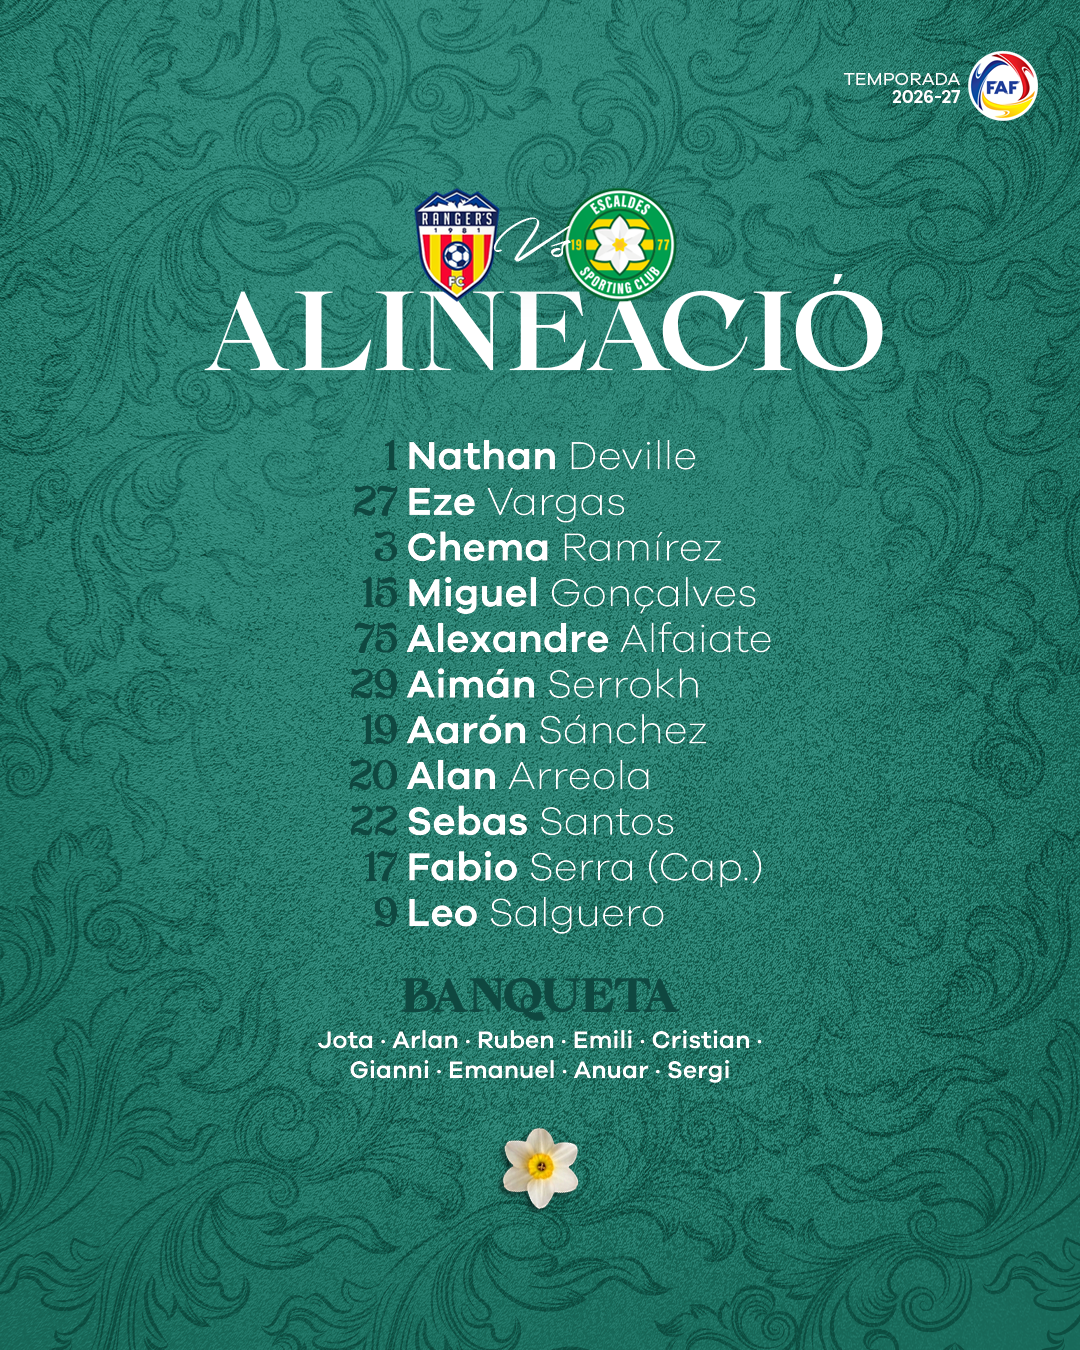 TEMPORADA
2026-27
FAF
RANGER'S
1981
FC
Vs
ESCALDES
19 77
SPORTING CLUB
ALINEACIÓ
1 Nathan Deville
27 Eze Vargas
3 Chema Ramírez
15 Miguel Gonçalves
75 Alexandre Alfaiate
29 Aimán Serrokh
19 Aarón Sánchez
20 Alan Arreola
22 Sebas Santos
17 Fabio Serra (Cap.)
9 Leo Salguero
BANQUETA
Jota · Arlan · Ruben · Emili · Cristian ·
Gianni · Emanuel · Anuar · Sergi